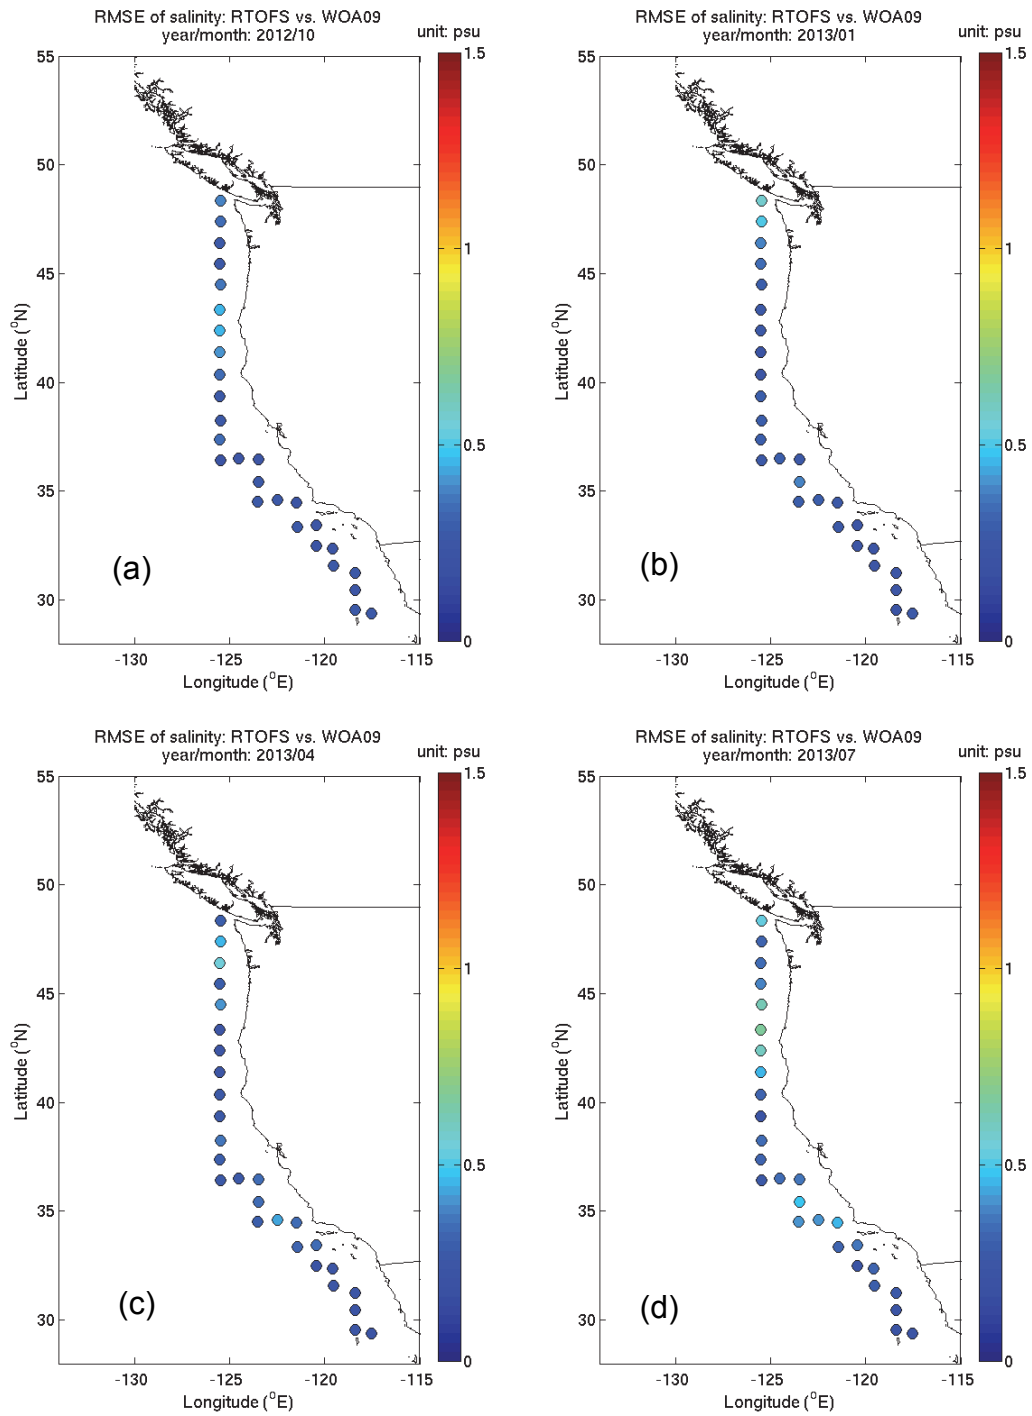 RMSE of salinity: RTOFS vs. WOA09
year/month: 2012/10
unit: psu
55
50
45
40
35
30
Latitude (°N)
-130
-125
-120
-115
Longitude (°E)
1.5
1
0.5
0
(a)
RMSE of salinity: RTOFS vs. WOA09
year/month: 2013/01
unit: psu
55
50
45
40
35
30
Latitude (°N)
-130
-125
-120
-115
Longitude (°E)
1.5
1
0.5
0
(b)
RMSE of salinity: RTOFS vs. WOA09
year/month: 2013/04
unit: psu
55
50
45
40
35
30
Latitude (°N)
-130
-125
-120
-115
Longitude (°E)
1.5
1
0.5
0
(c)
RMSE of salinity: RTOFS vs. WOA09
year/month: 2013/07
unit: psu
55
50
45
40
35
30
Latitude (°N)
-130
-125
-120
-115
Longitude (°E)
1.5
1
0.5
0
(d)